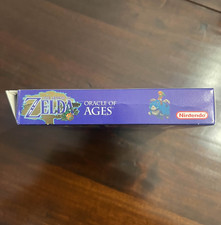 ZELDA
ORACLE OF
AGES
Nintendo